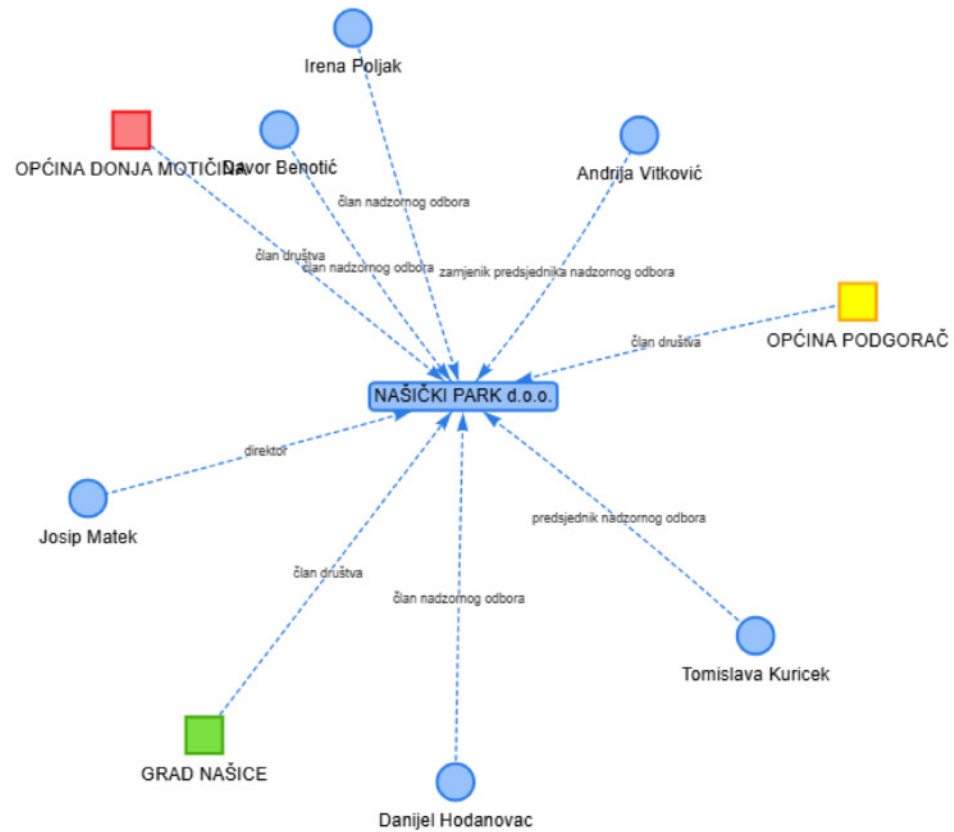 Irena Poljak
OPĆINA DONJA MOTIČINA
Davor Benotić
Andrija Vitković
član nadzornog odbora
član društva
član nadzornog odbora
zamjenik predsjednika nadzornog odbora
OPĆINA PODGORAČ
član društva
NAŠIČKI PARK d.o.o.
direktor
Josip Matek
predsjednik nadzornog odbora
član društva
član nadzornog odbora
Tomislava Kuricek
GRAD NAŠICE
Danijel Hodanovac